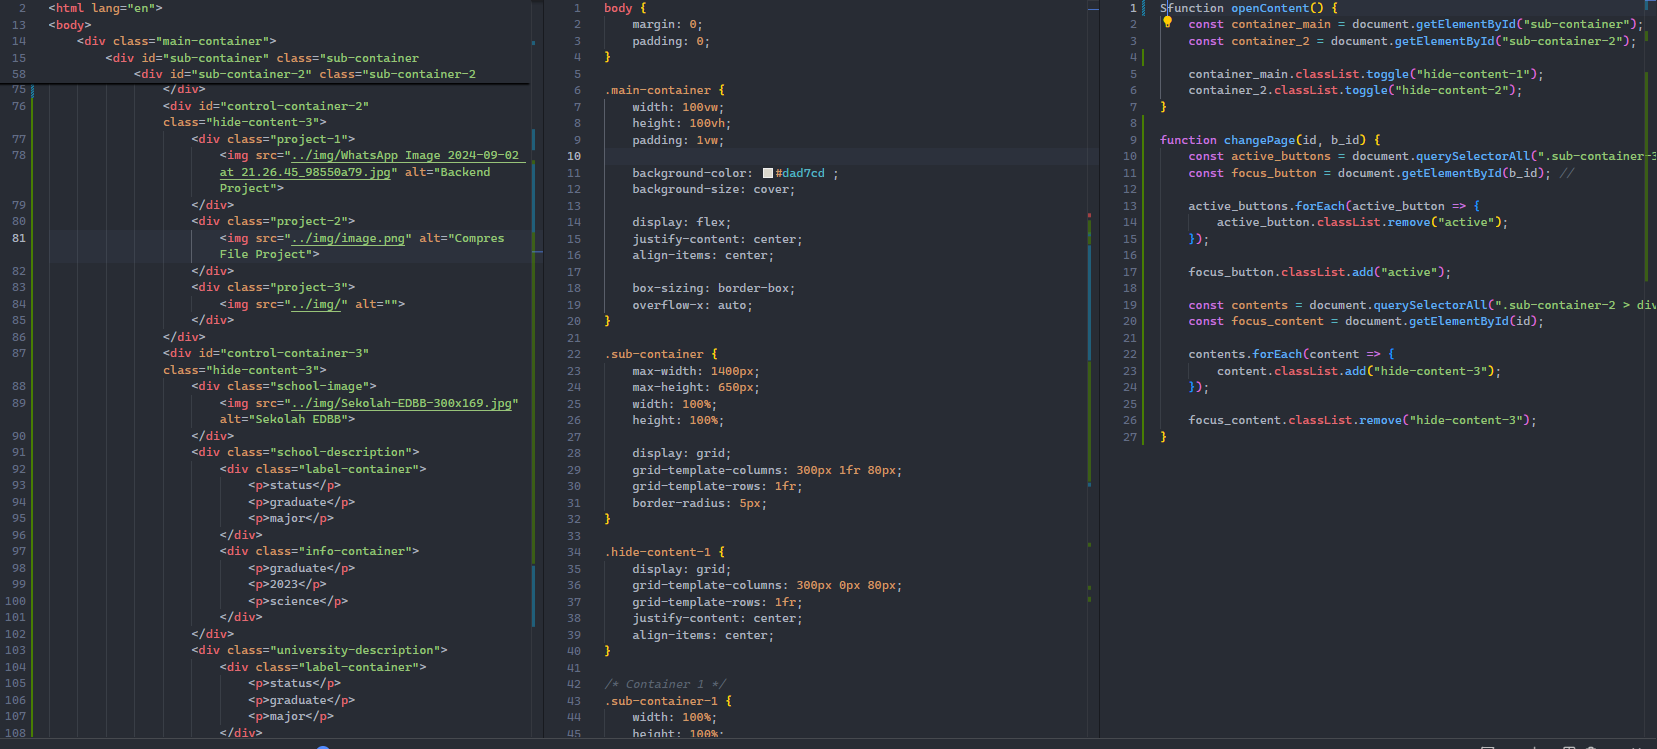 2 <html lang="en">
13 <body>
14 <div class="main-container">
15 <div id="sub-container" class="sub-container
58 <div id="sub-container-2" class="sub-container-2
75 </div>
76 <div id="control-container-2"
class="hide-content-3">
77 <div class="project-1">
78 <img src="../img/WhatsApp Image 2024-09-02
at 21.26.45_98550a79.jpg" alt="Backend
Project">
79 </div>
80 <div class="project-2">
81 <img src="../img/image.png" alt="Compres
File Project">
82 </div>
83 <div class="project-3">
84 <img src="../img/" alt="">
85 </div>
86 </div>
87 <div id="control-container-3"
class="hide-content-3">
88 <div class="school-image">
89 <img src="../img/Sekolah-EDBB-300x169.jpg"
alt="Sekolah EDBB">
90 </div>
91 <div class="school-description">
92 <div class="label-container">
93 <p>status</p>
94 <p>graduate</p>
95 <p>major</p>
96 </div>
97 <div class="info-container">
98 <p>graduate</p>
99 <p>2023</p>
100 <p>science</p>
101 </div>
102 </div>
103 <div class="university-description">
104 <div class="label-container">
105 <p>status</p>
106 <p>graduate</p>
107 <p>major</p>
108 </div>
1 body {
2 margin: 0;
3 padding: 0;
4 }
5
6 .main-container {
7 width: 100vw;
8 height: 100vh;
9 padding: 1vw;
10
11 background-color: #dad7cd ;
12 background-size: cover;
13
14 display: flex;
15 justify-content: center;
16 align-items: center;
17
18 box-sizing: border-box;
19 overflow-x: auto;
20 }
21
22 .sub-container {
23 max-width: 1400px;
24 max-height: 650px;
25 width: 100%;
26 height: 100%;
27
28 display: grid;
29 grid-template-columns: 300px 1fr 80px;
30 grid-template-rows: 1fr;
31 border-radius: 5px;
32 }
33
34 .hide-content-1 {
35 display: grid;
36 grid-template-columns: 300px 0px 80px;
37 grid-template-rows: 1fr;
38 justify-content: center;
39 align-items: center;
40 }
41
42 /* Container 1 */
43 .sub-container-1 {
44 width: 100%;
45 height: 100%;
1 Sfunction openContent() {
2 const container_main = document.getElementById("sub-container");
3 const container_2 = document.getElementById("sub-container-2");
4
5 container_main.classList.toggle("hide-content-1");
6 container_2.classList.toggle("hide-content-2");
7 }
8
9 function changePage(id, b_id) {
10 const active_buttons = document.querySelectorAll(".sub-container-3
11 const focus_button = document.getElementById(b_id); //
12
13 active_buttons.forEach(active_button => {
14 active_button.classList.remove("active");
15 });
16
17 focus_button.classList.add("active");
18
19 const contents = document.querySelectorAll(".sub-container-2 > div
20 const focus_content = document.getElementById(id);
21
22 contents.forEach(content => {
23 content.classList.add("hide-content-3");
24 });
25
26 focus_content.classList.remove("hide-content-3");
27 }